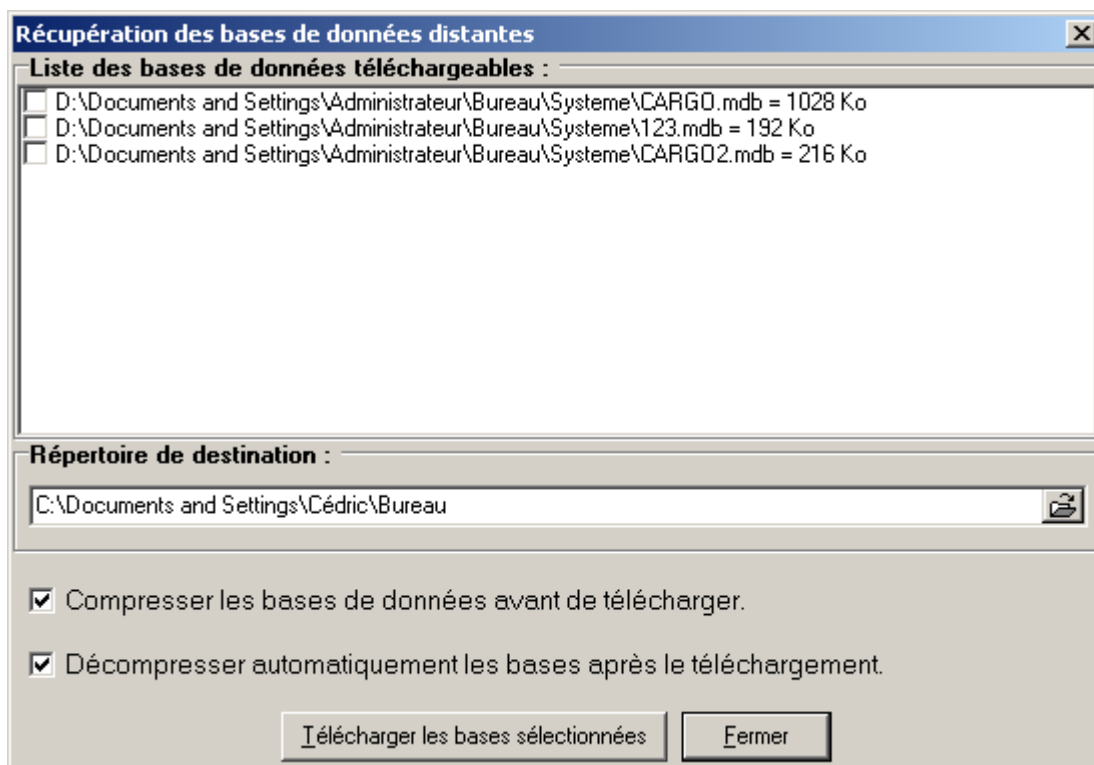 Récupération des bases de données distantes
Liste des bases de données téléchargeables :
D:\Documents and Settings\Administrateur\Bureau\Systeme\CARGO.mdb = 1028 Ko
D:\Documents and Settings\Administrateur\Bureau\Systeme\123.mdb = 192 Ko
D:\Documents and Settings\Administrateur\Bureau\Systeme\CARGO2.mdb = 216 Ko
Répertoire de destination :
C:\Documents and Settings\Cédric\Bureau
Compresser les bases de données avant de télécharger.
Décompresser automatiquement les bases après le téléchargement.
Télécharger les bases sélectionnées Fermer